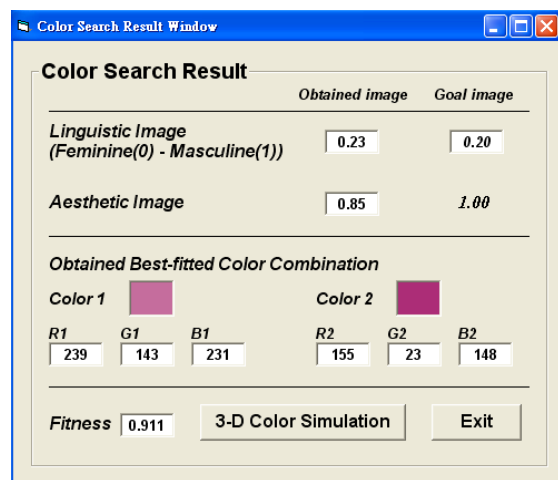 Color Search Result Window
Color Search Result
Obtained image Goal image
Linguistic Image
(Feminine(0) - Masculine(1))
0.23 0.20
Aesthetic Image 0.85 1.00
Obtained Best-fitted Color Combination
Color 1 Color 2
R1 G1 B1 R2 G2 B2
239 143 231 155 23 148
Fitness 0.911 3-D Color Simulation Exit